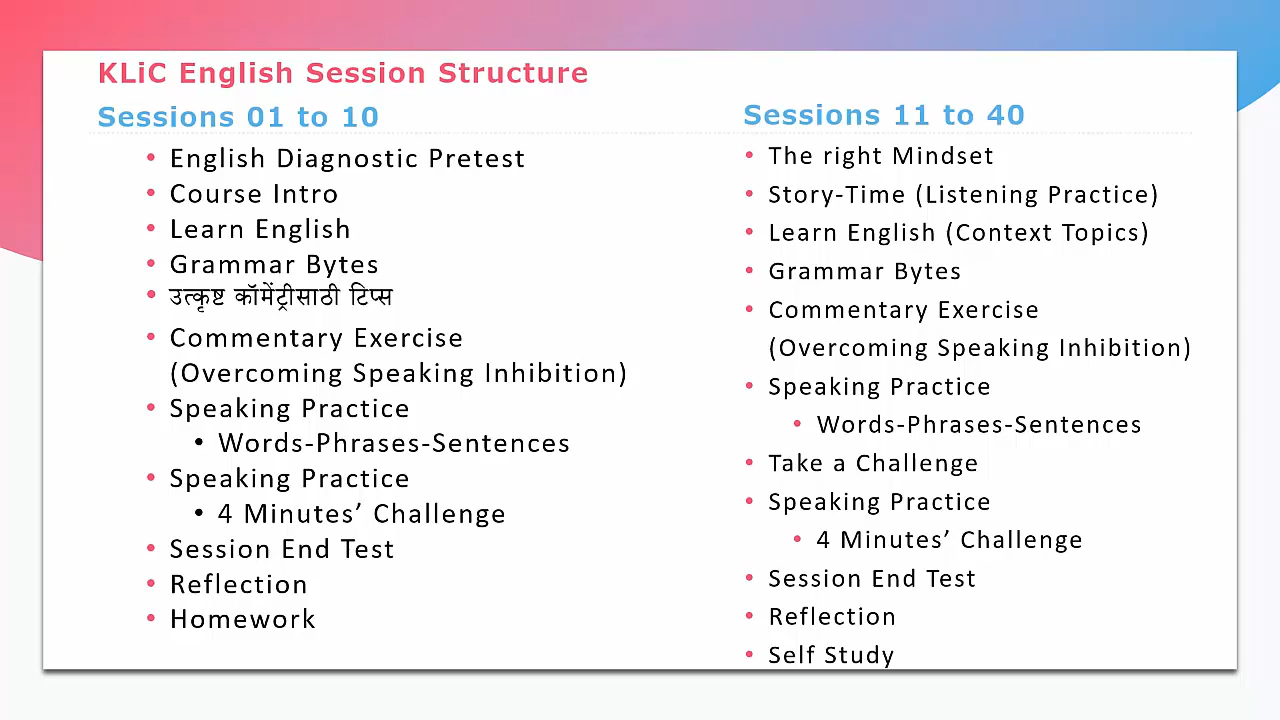 KLiC English Session Structure
Sessions 01 to 10
• English Diagnostic Pretest
• Course Intro
• Learn English
• Grammar Bytes
• उत्कृष्ट कॉमेंट्रीसाठी टिप्स
• Commentary Exercise
(Overcoming Speaking Inhibition)
• Speaking Practice
• Words-Phrases-Sentences
• Speaking Practice
• 4 Minutes’ Challenge
• Session End Test
• Reflection
• Homework
Sessions 11 to 40
• The right Mindset
• Story-Time (Listening Practice)
• Learn English (Context Topics)
• Grammar Bytes
• Commentary Exercise
(Overcoming Speaking Inhibition)
• Speaking Practice
• Words-Phrases-Sentences
• Take a Challenge
• Speaking Practice
• 4 Minutes’ Challenge
• Session End Test
• Reflection
• Self Study